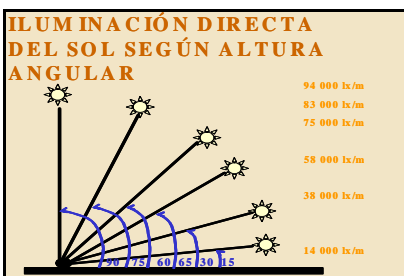 ILUMINACIÓN DIRECTA
DEL SOL SEGÚN ALTURA
ANGULAR
94 000 lx/m
83 000 lx/m
75 000 lx/m
58 000 lx/m
38 000 lx/m
14 000 lx/m
90 75 60 65 30 15